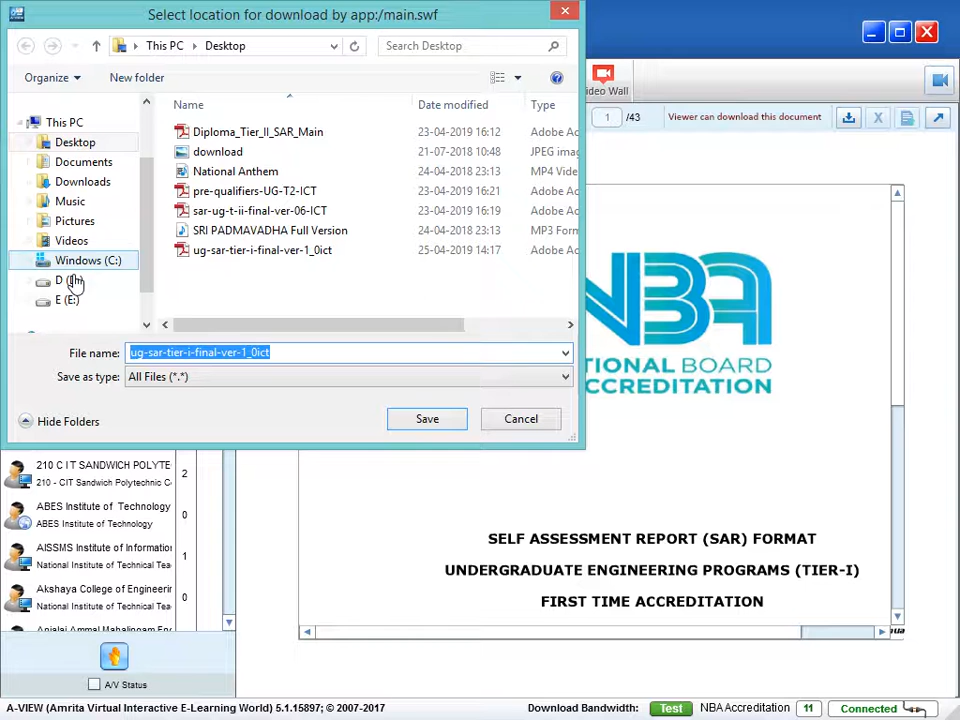 Select location for download by app:/main.swf
This PC
Desktop
Search Desktop
Organize
New folder
Name
Date modified
Type
This PC
Desktop
Documents
Downloads
Music
Pictures
Videos
Windows (C:)
E (E:)
Diploma_Tier_II_SAR_Main 23-04-2019 16:12 Adobe Ac
download 21-07-2018 10:48 JPEG imag
National Anthem 24-04-2018 23:13 MP4 Vide
pre-qualifiers-UG-T2-ICT 23-04-2019 16:21 Adobe Ac
sar-ug-t-ii-final-ver-06-ICT 23-04-2019 16:19 Adobe Ac
SRI PADMAVADHA Full Version 24-04-2018 23:13 MP3 Form
ug-sar-tier-i-final-ver-1_0ict 25-04-2019 14:17 Adobe Ac
File name: ug-sar-tier-i-final-ver-1_0ict
Save as type: All Files (*.*)
Hide Folders
Save
Cancel
ideo Wall
1 /43
Viewer can download this document
NBA
TIONAL BOARD
ACCREDITATION
SELF ASSESSMENT REPORT (SAR) FORMAT
UNDERGRADUATE ENGINEERING PROGRAMS (TIER-I)
FIRST TIME ACCREDITATION
210 C I T SANDWICH POLYTE
210 - CIT Sandwich Polytechnic C
2
ABES Institute of Technology
ABES Institute of Technology
0
AISSMS Institute of Informatio
National Institute of Technical Tea
1
Akshaya College of Engineerin
National Institute of Technical Tea
0
A/V Status
A-VIEW (Amrita Virtual Interactive E-Learning World) 5.1.15897; © 2007-2017
Download Bandwidth: Test NBA Accreditation 11 Connected